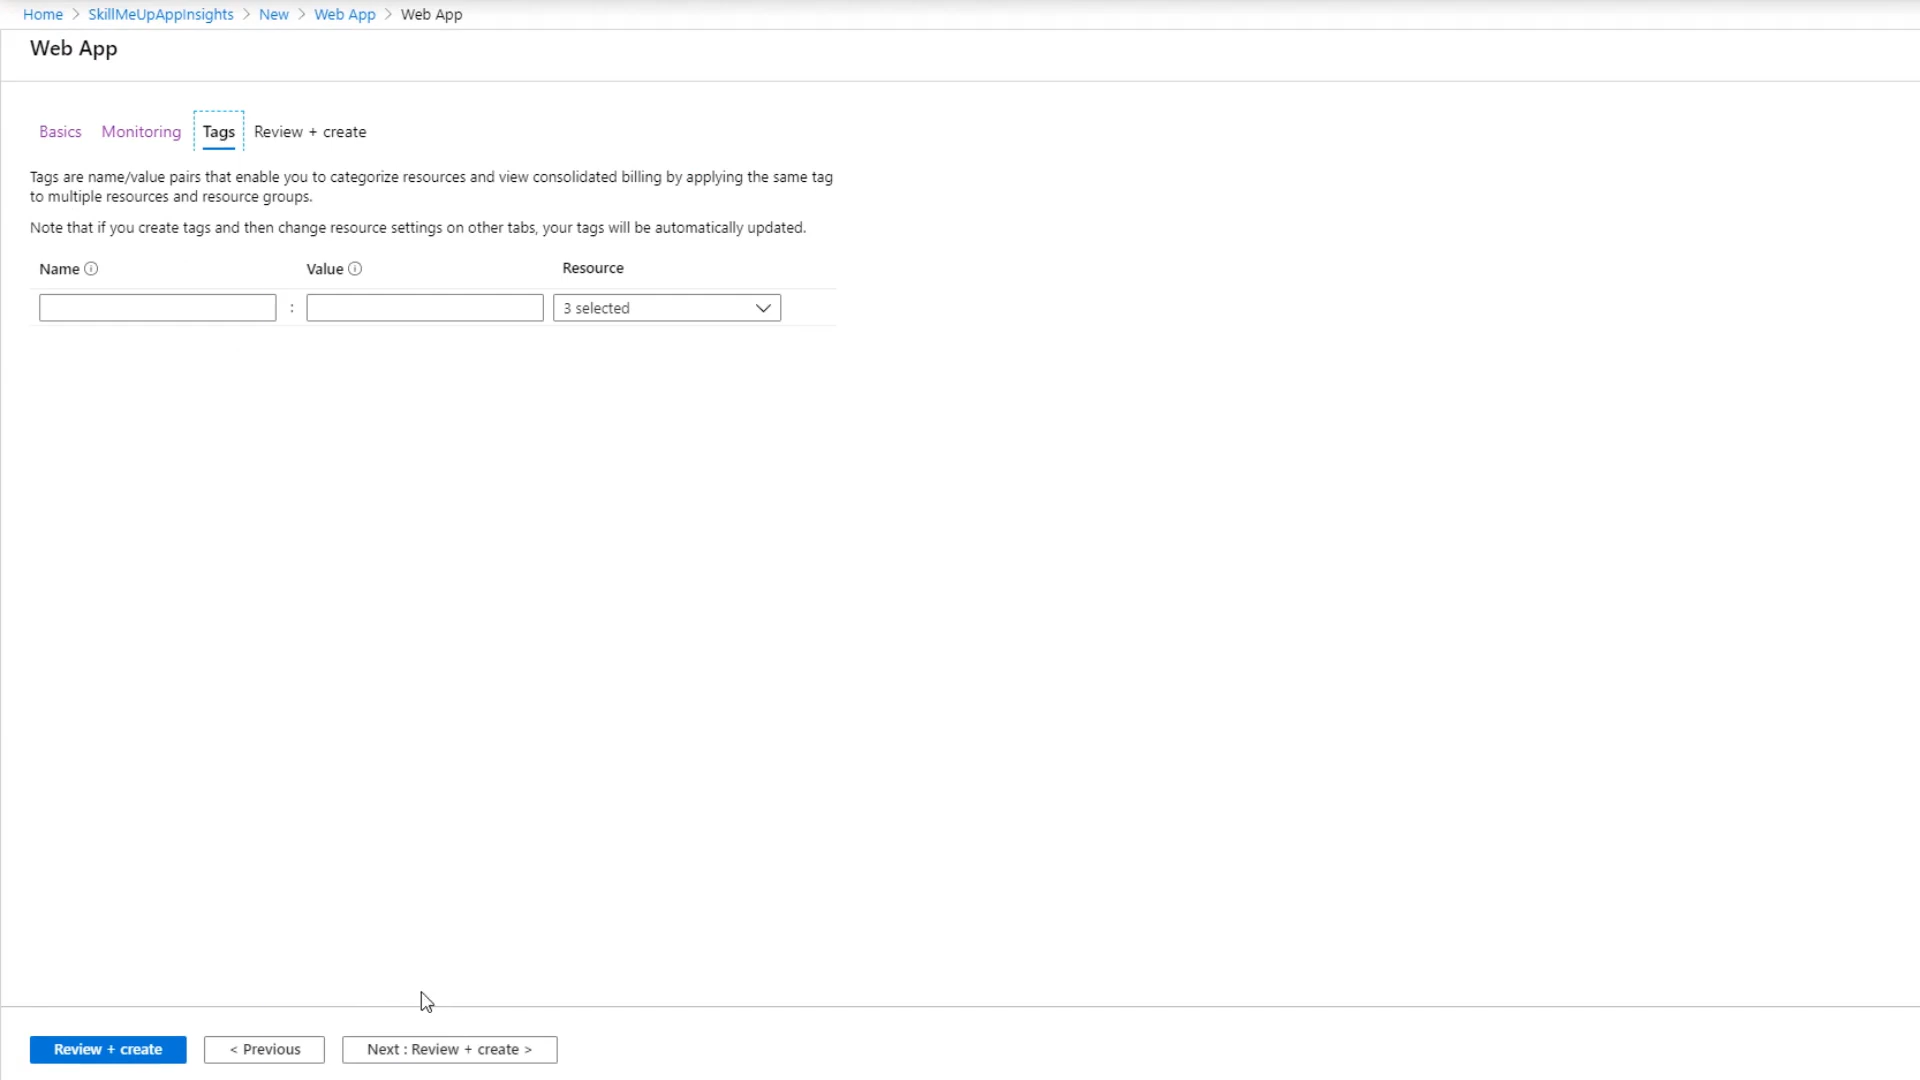 Home > SkillMeUpAppInsights > New > Web App > Web App
Web App
Basics Monitoring Tags Review + create
Tags are name/value pairs that enable you to categorize resources and view consolidated billing by applying the same tag
to multiple resources and resource groups.
Note that if you create tags and then change resource settings on other tabs, your tags will be automatically updated.
Name Value Resource
: 3 selected
Review + create < Previous Next : Review + create >